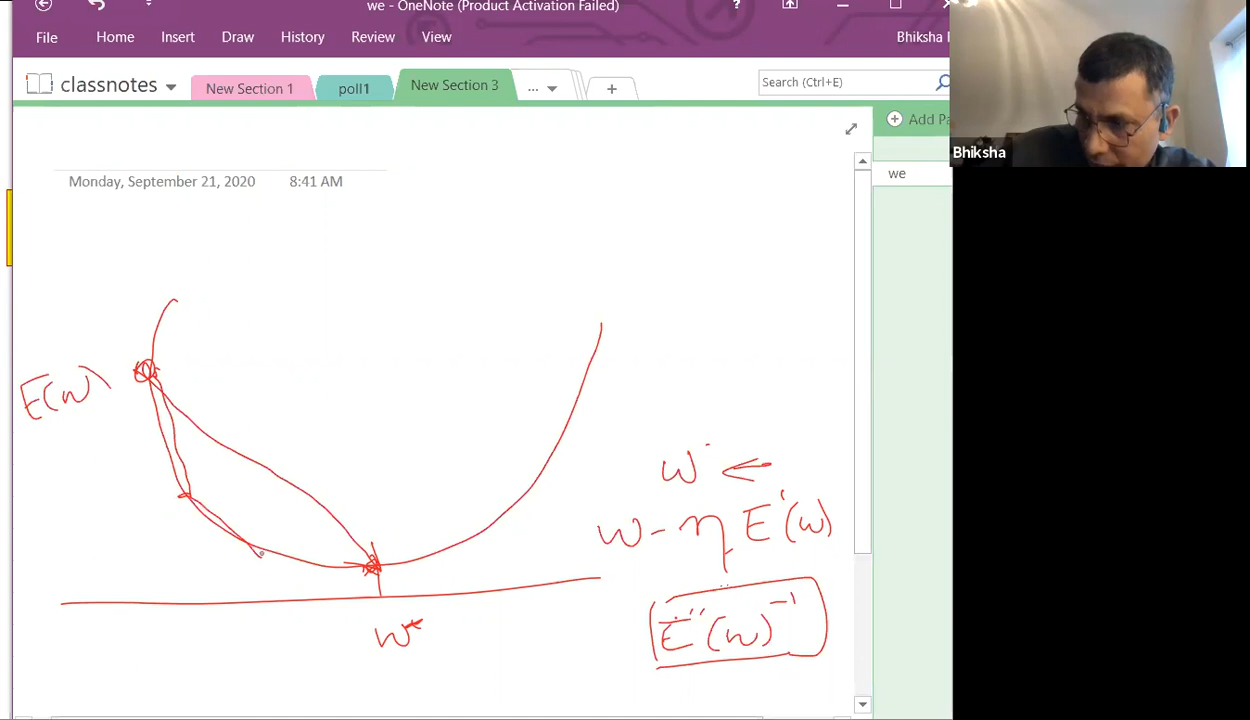 we - OneNote (Product Activation Failed)
?
File Home Insert Draw History Review View
Bhiksha
classnotes
New Section 1
poll1
New Section 3
...
+
Search (Ctrl+E)
Add Pa
we
Bhiksha
Monday, September 21, 2020 8:41 AM
E(w)
w ←
w - η E'(w)
E''(w)⁻¹
w*